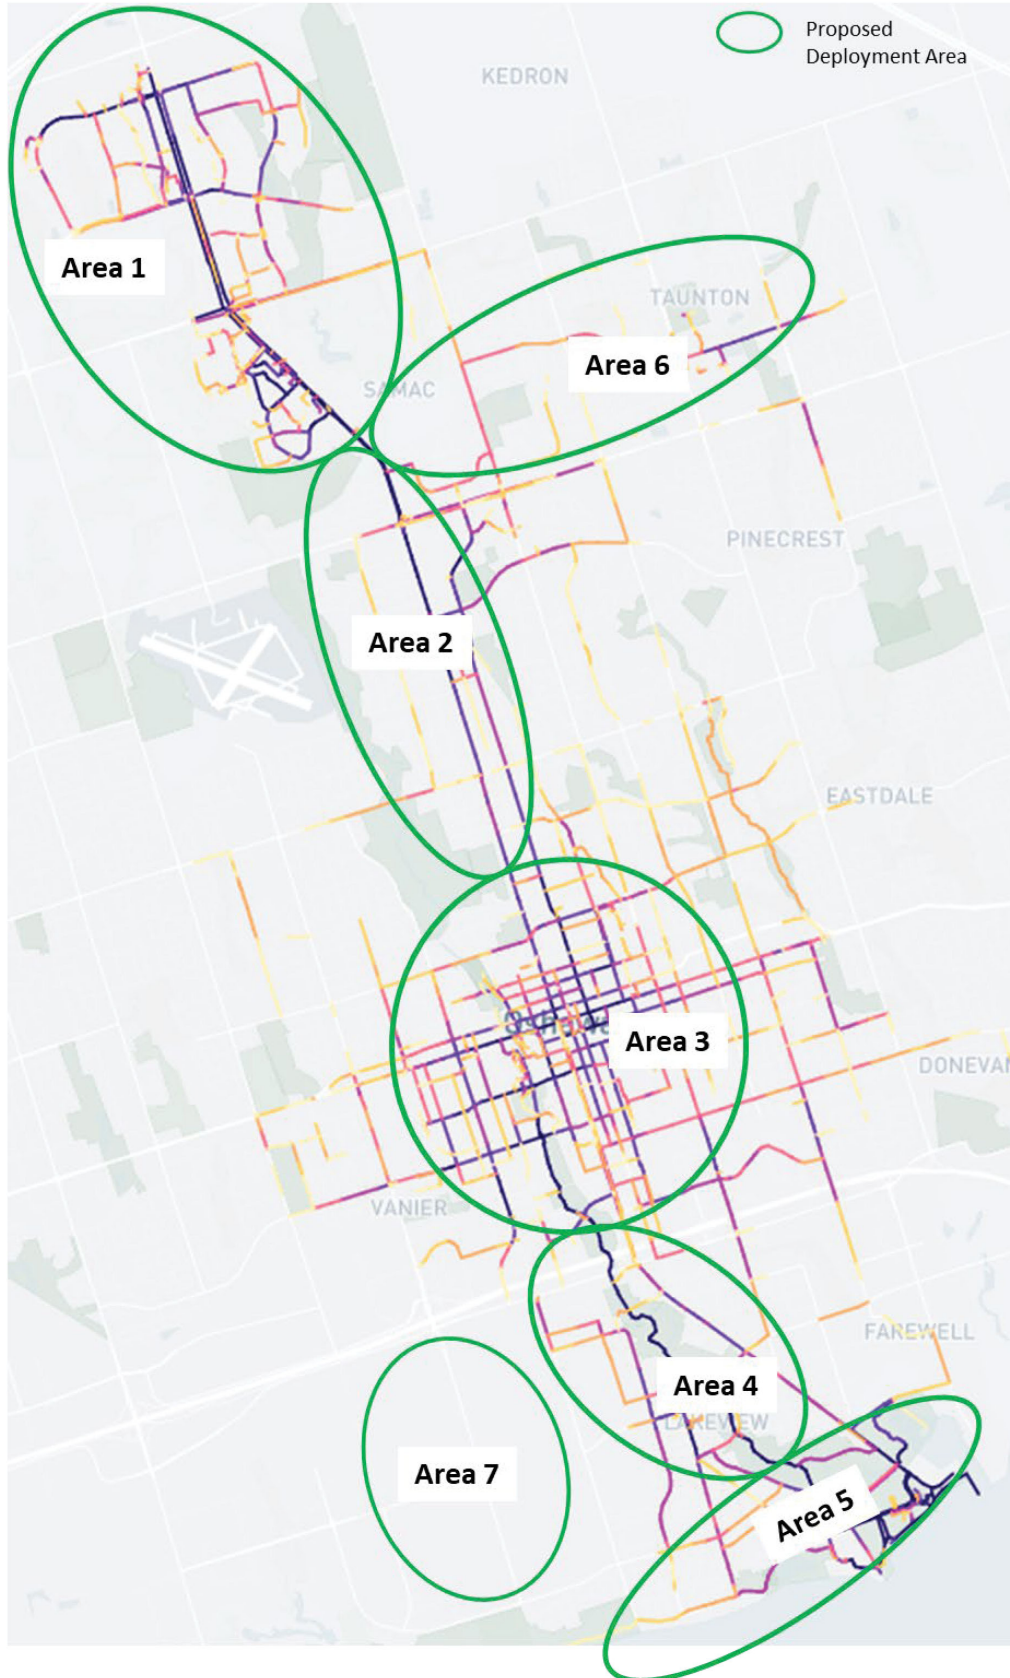 Proposed
Deployment Area
KEDRON
Area 1
TAUNTON
Area 6
SAMAC
PINECREST
Area 2
EASTDALE
Area 3
DONEVAN
VANIER
FAREWELL
Area 4
LAKEVIEW
Area 7
Area 5